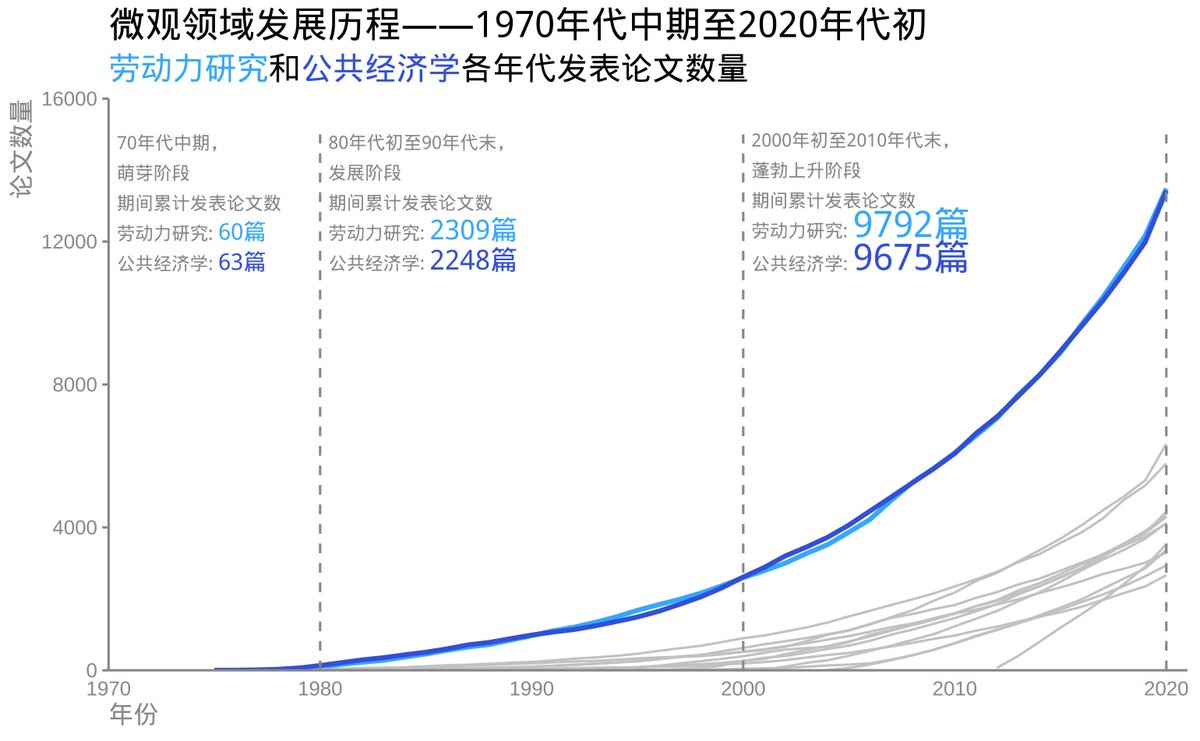 微观领域发展历程——1970年代中期至2020年代初
劳动力研究和公共经济学各年代发表论文数量
论文数量
16000
12000
8000
4000
0
70年代中期，
萌芽阶段
期间累计发表论文数
劳动力研究: 60篇
公共经济学: 63篇
80年代初至90年代末，
发展阶段
期间累计发表论文数
劳动力研究: 2309篇
公共经济学: 2248篇
2000年初至2010年代末，
蓬勃上升阶段
期间累计发表论文数
劳动力研究: 9792篇
公共经济学: 9675篇
1970
1980
1990
2000
2010
2020
年份